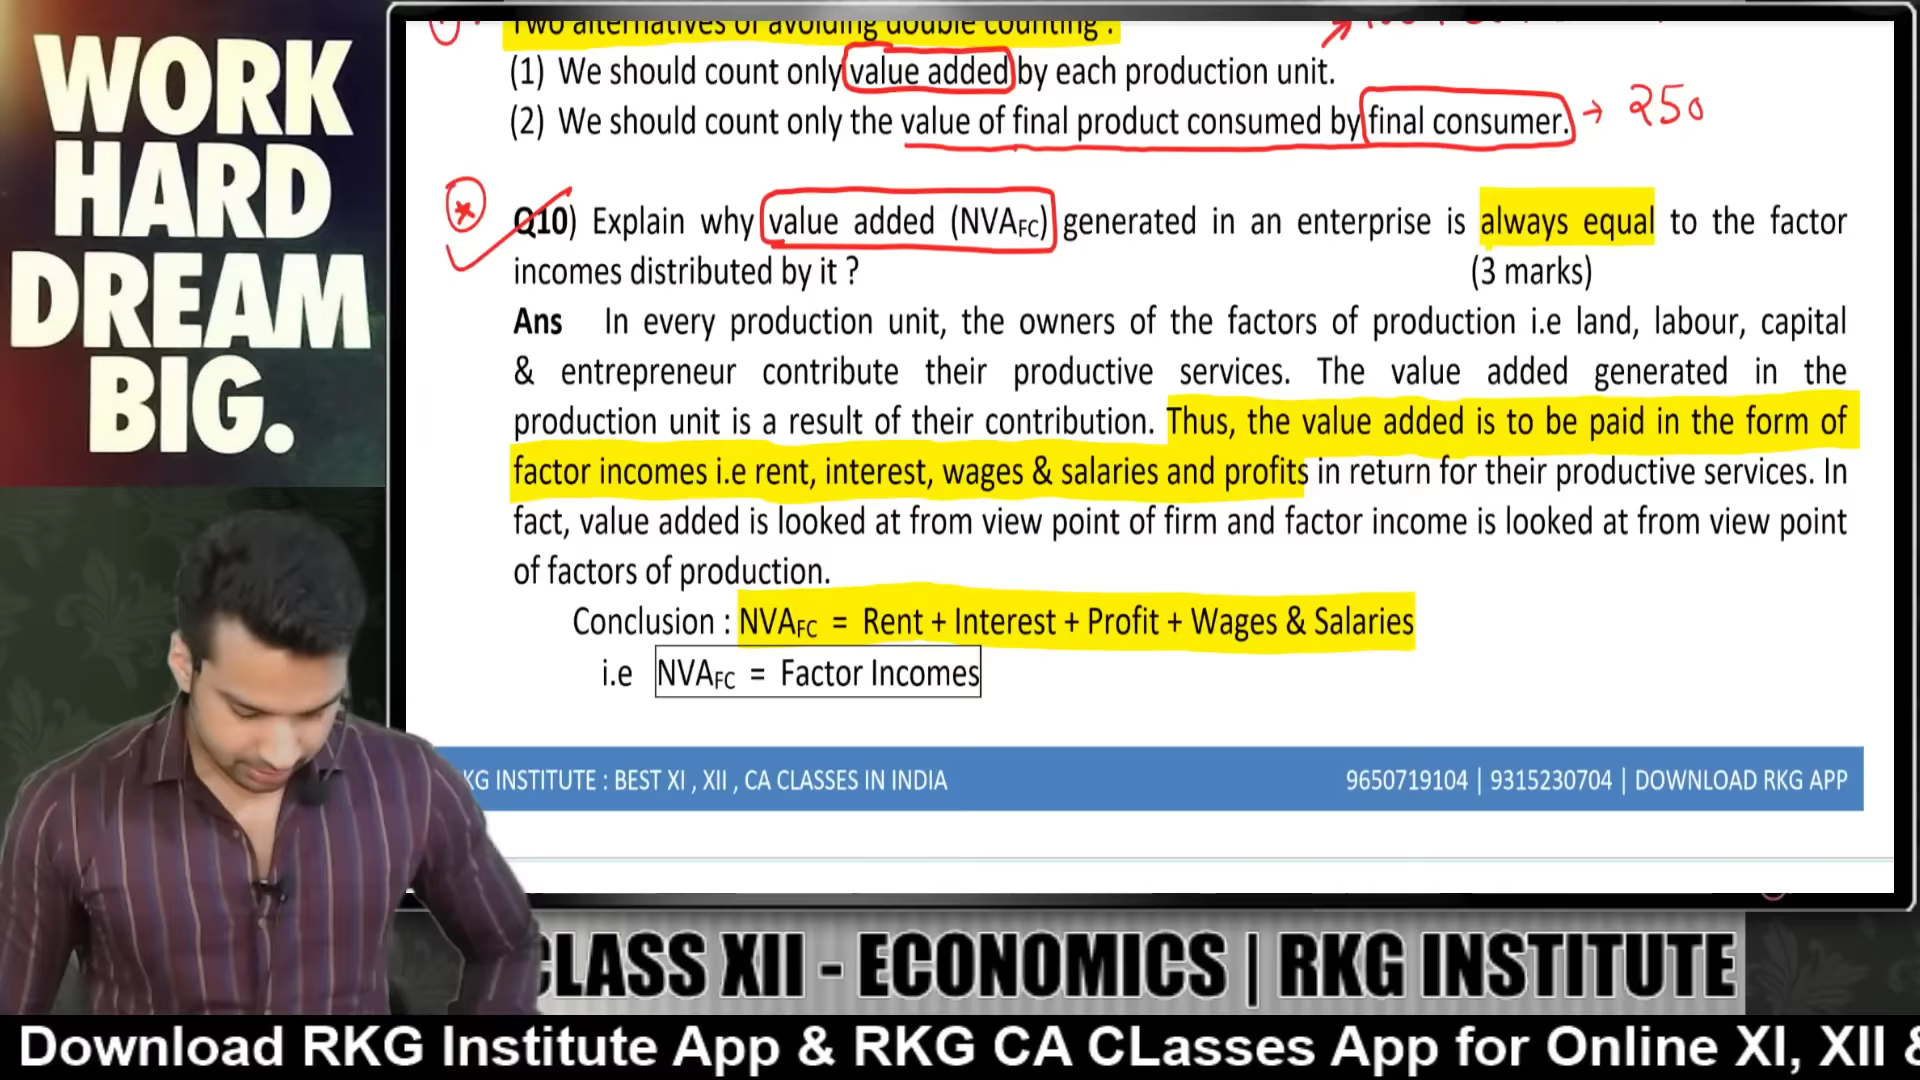 WORK
HARD
DREAM
BIG.
Two alternatives of avoiding double counting :
(1) We should count only value added by each production unit.
(2) We should count only the value of final product consumed by final consumer. → 250
Q10) Explain why value added (NVAFC) generated in an enterprise is always equal to the factor
incomes distributed by it ? (3 marks)
Ans In every production unit, the owners of the factors of production i.e land, labour, capital
& entrepreneur contribute their productive services. The value added generated in the
production unit is a result of their contribution. Thus, the value added is to be paid in the form of
factor incomes i.e rent, interest, wages & salaries and profits in return for their productive services. In
fact, value added is looked at from view point of firm and factor income is looked at from view point
of factors of production.
Conclusion : NVAFC = Rent + Interest + Profit + Wages & Salaries
i.e NVAFC = Factor Incomes
KG INSTITUTE : BEST XI , XII , CA CLASSES IN INDIA 9650719104 | 9315230704 | DOWNLOAD RKG APP
CLASS XII - ECONOMICS | RKG INSTITUTE
Download RKG Institute App & RKG CA CLasses App for Online XI, XII &